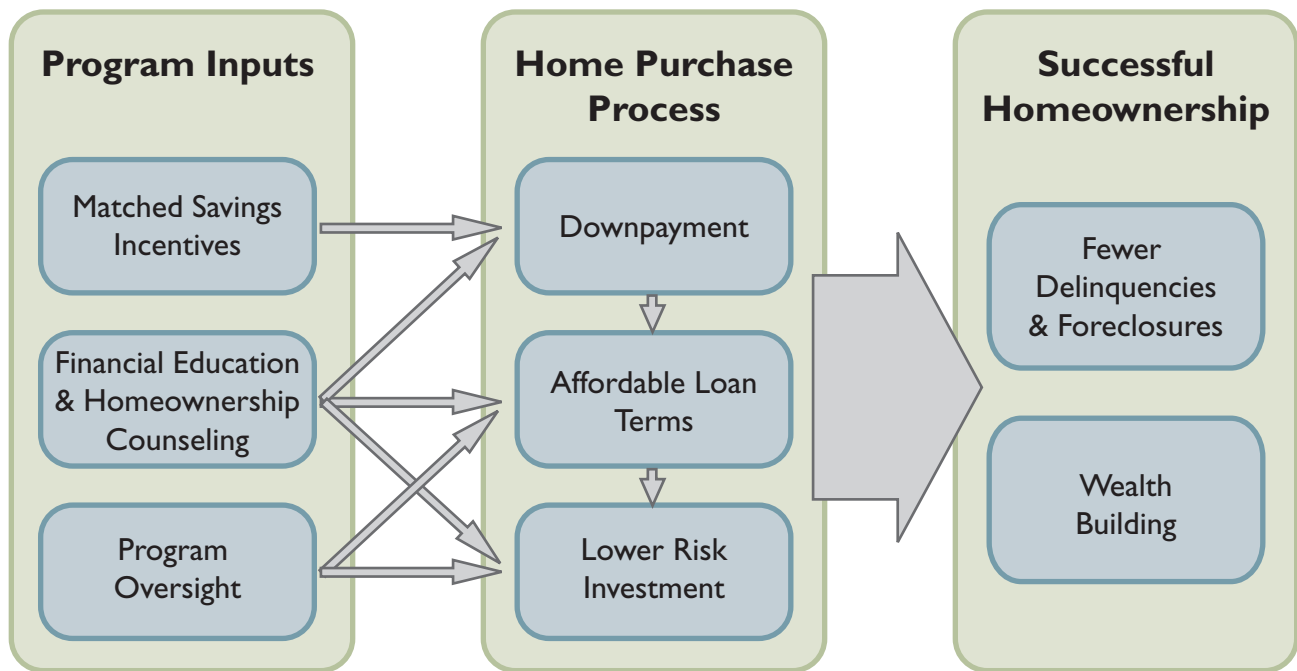 Program Inputs
Matched Savings
Incentives
Financial Education
& Homeownership
Counseling
Program
Oversight
Home Purchase
Process
Downpayment
Affordable Loan
Terms
Lower Risk
Investment
Successful
Homeownership
Fewer
Delinquencies
& Foreclosures
Wealth
Building